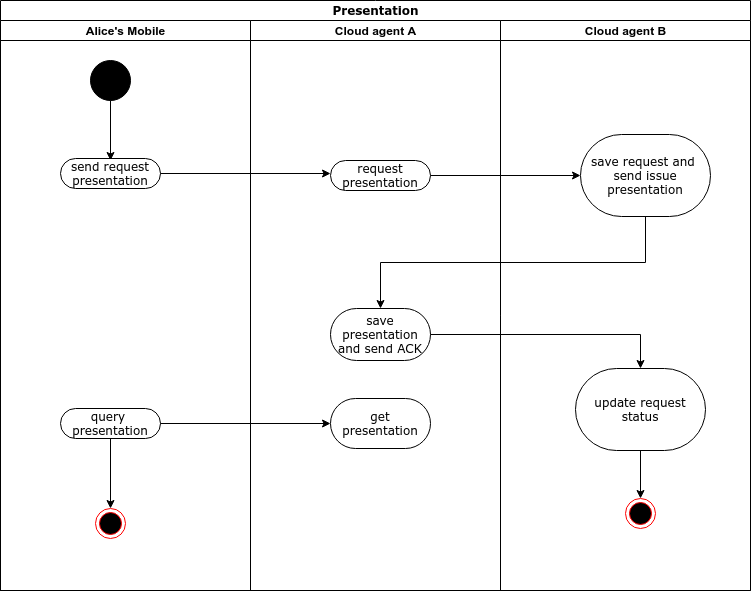 Presentation
Alice's Mobile
Cloud agent A
Cloud agent B
send request
presentation
request
presentation
save request and
send issue
presentation
save
presentation
and send ACK
update request
status
query
presentation
get
presentation